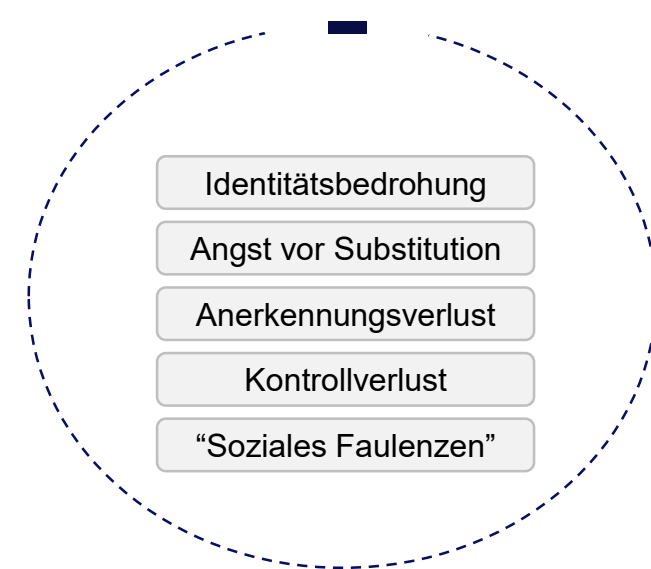 Identitätsbedrohung
Angst vor Substitution
Anerkennungsverlust
Kontrollverlust
“Soziales Faulenzen”